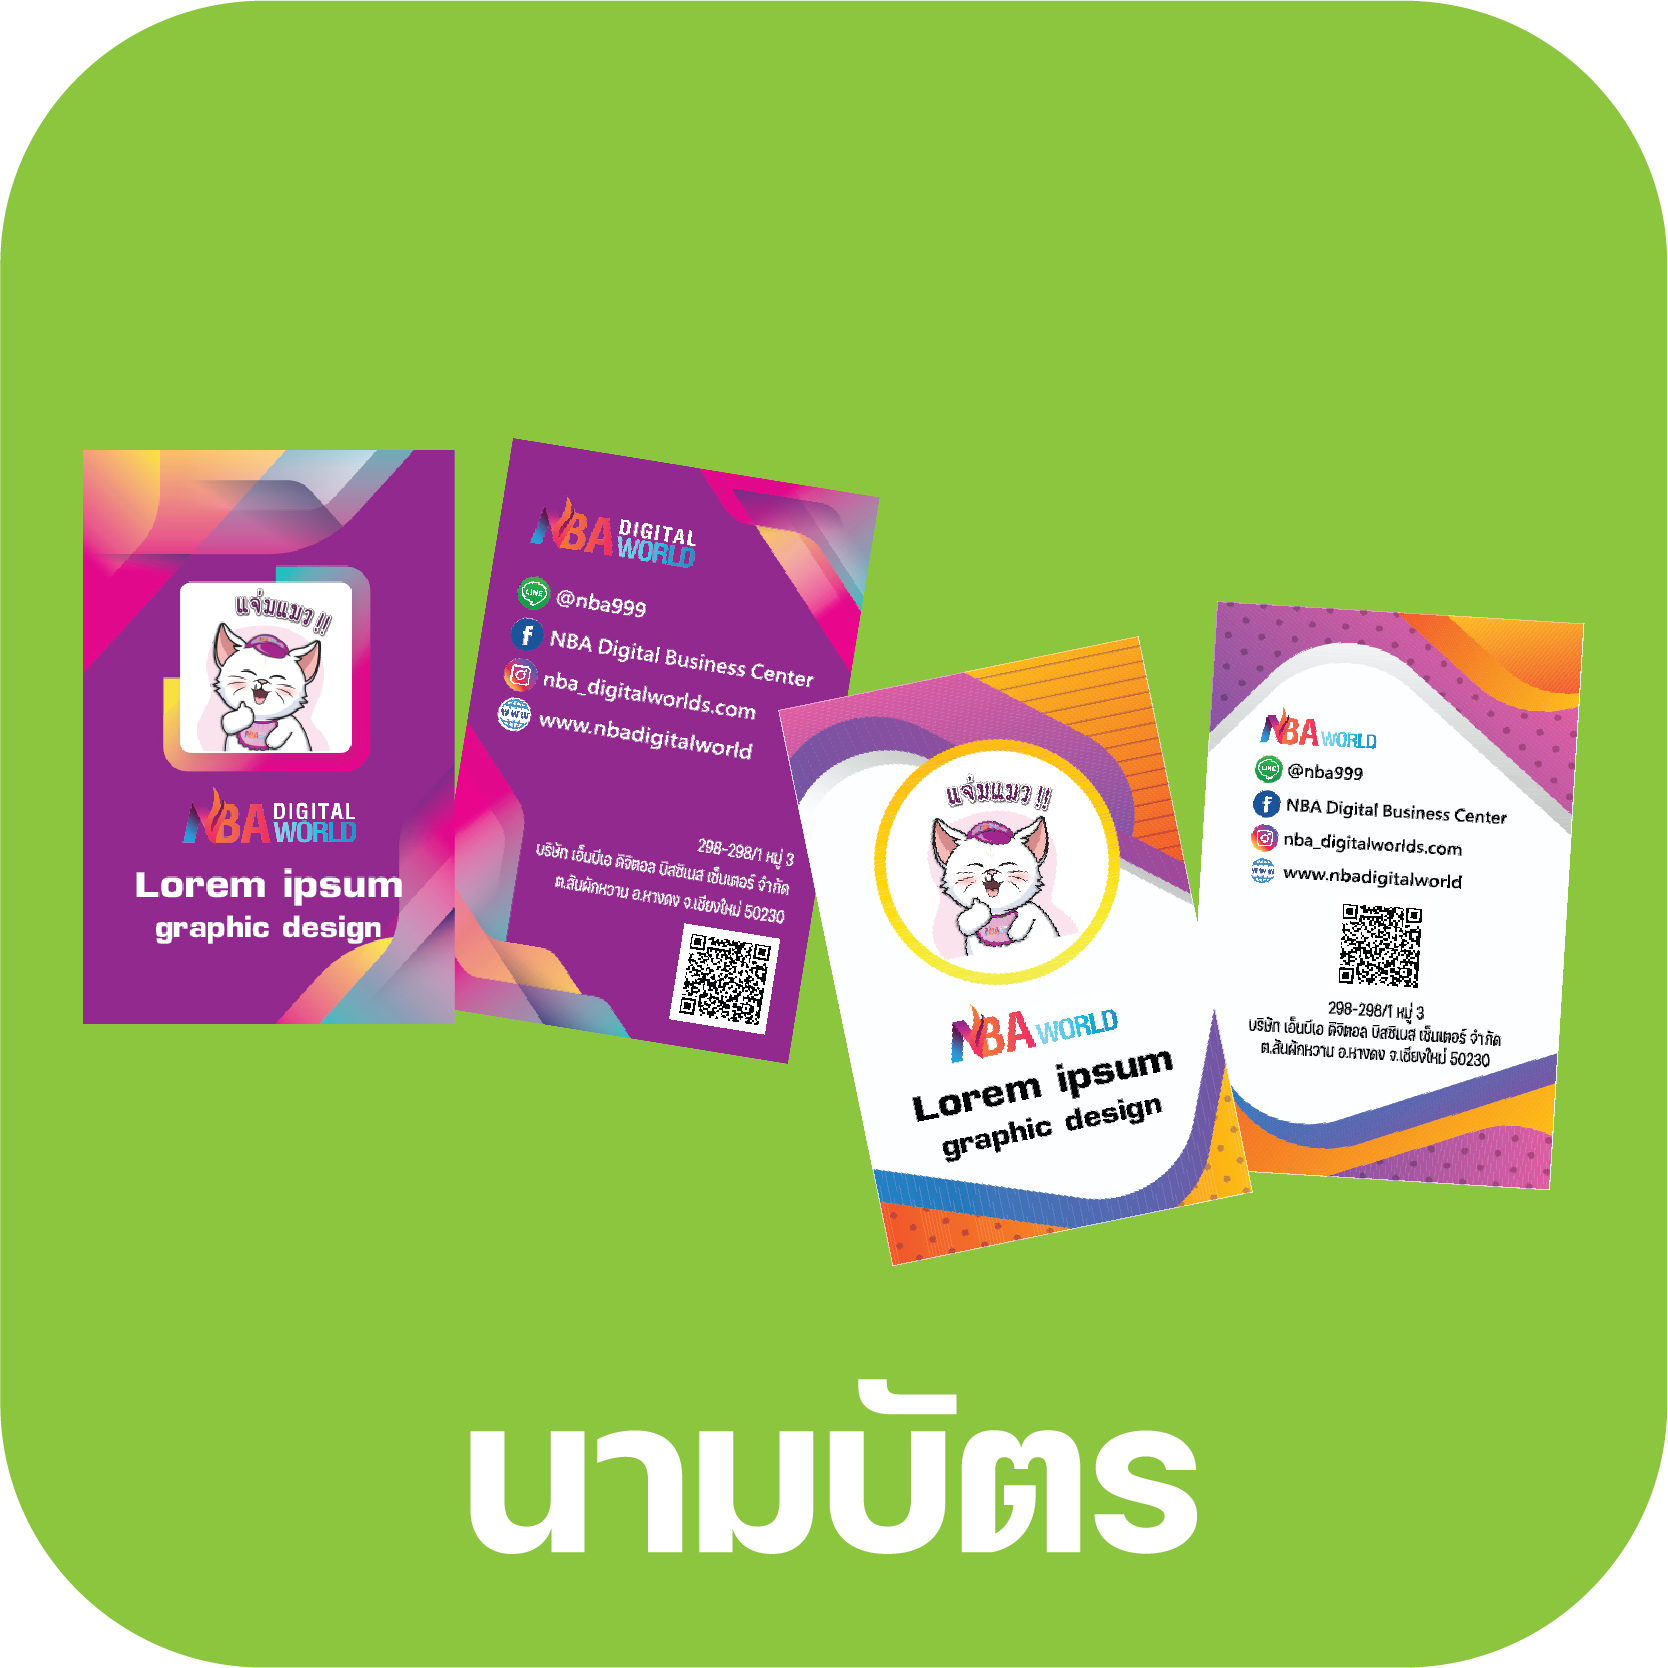 แจ่มแมว !!
NBA DIGITAL WORLD
Lorem ipsum
graphic design
NBA DIGITAL WORLD
LINE @nba999
f NBA Digital Business Center
nba_digitalworlds.com
www www.nbadigitalworld
298-298/1 หมู่ 3
บริษัท เอ็นบีเอ ดิจิตอล บิสซิเนส เซ็นเตอร์ จำกัด
ต.สันผักหวาน อ.หางดง จ.เชียงใหม่ 50230
แจ่มแมว !!
NBA WORLD
Lorem ipsum
graphic design
NBA WORLD
LINE @nba999
f NBA Digital Business Center
nba_digitalworlds.com
www www.nbadigitalworld
298-298/1 หมู่ 3
บริษัท เอ็นบีเอ ดิจิตอล บิสซิเนส เซ็นเตอร์ จำกัด
ต.สันผักหวาน อ.หางดง จ.เชียงใหม่ 50230
นามบัตร